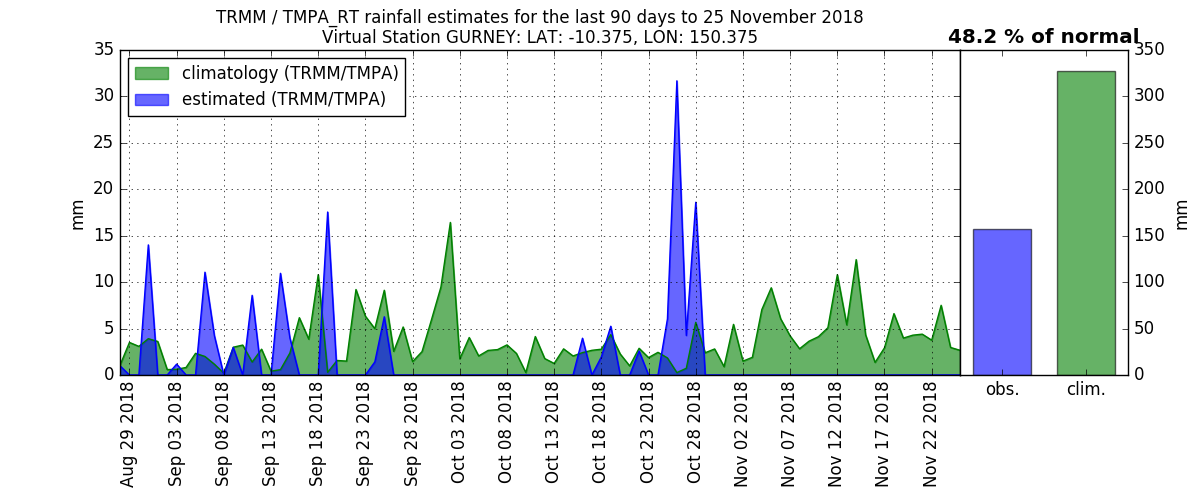 TRMM / TMPA_RT rainfall estimates for the last 90 days to 25 November 2018
Virtual Station GURNEY: LAT: -10.375, LON: 150.375
48.2 % of normal
climatology (TRMM/TMPA)
estimated (TRMM/TMPA)
mm
35
30
25
20
15
10
5
0
Aug 29 2018
Sep 03 2018
Sep 08 2018
Sep 13 2018
Sep 18 2018
Sep 23 2018
Sep 28 2018
Oct 03 2018
Oct 08 2018
Oct 13 2018
Oct 18 2018
Oct 23 2018
Oct 28 2018
Nov 02 2018
Nov 07 2018
Nov 12 2018
Nov 17 2018
Nov 22 2018
obs.
clim.
350
300
250
200
150
100
50
0
mm